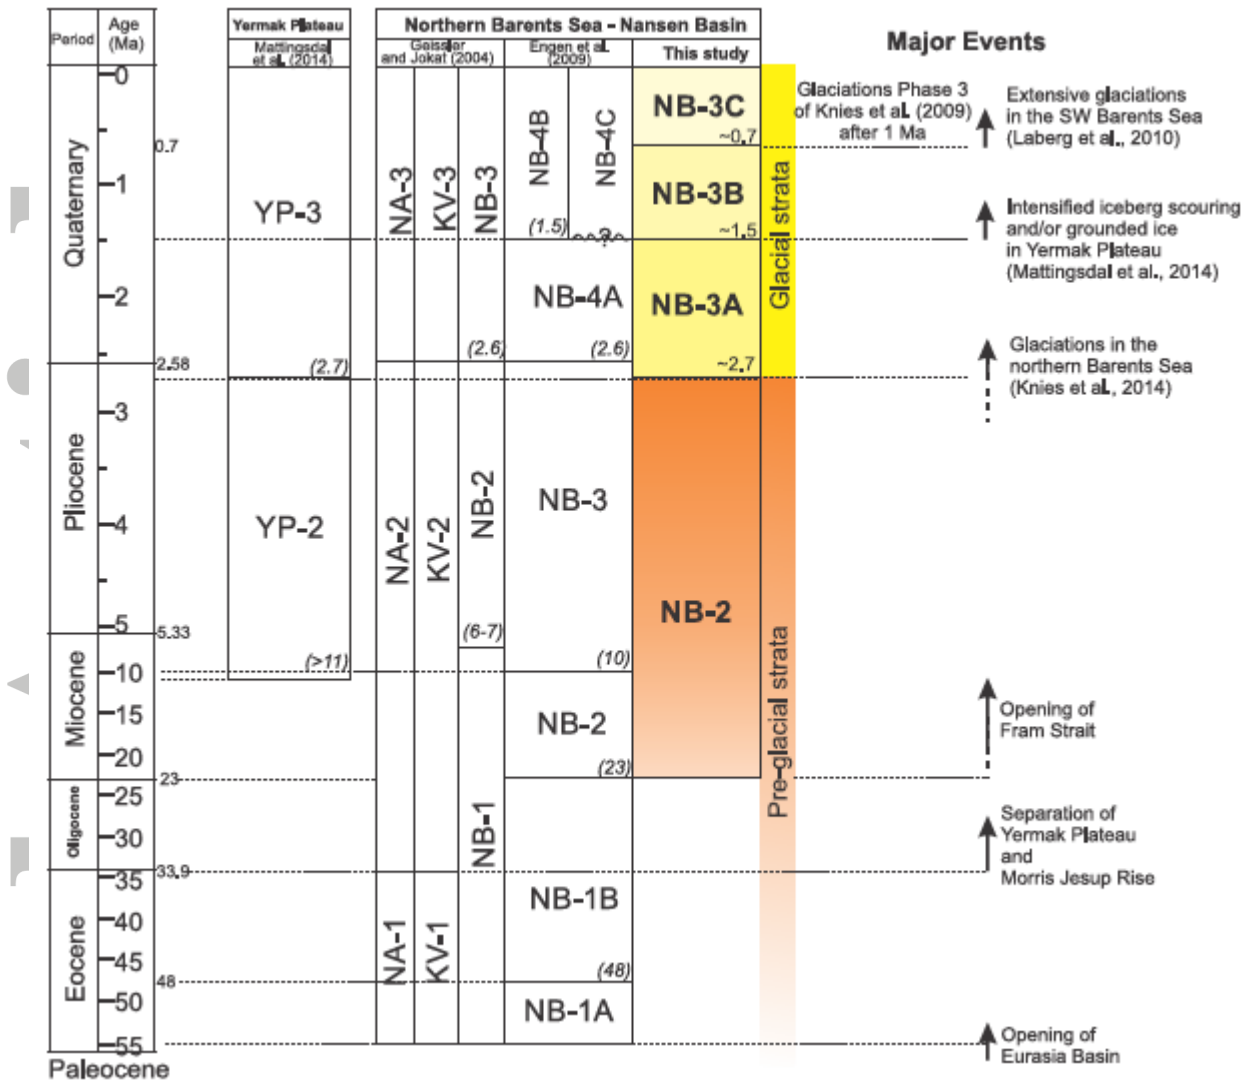 Period
Age
(Ma)
Yermak Plateau
Mattingsdal
et al. (2014)
Northern Barents Sea - Nansen Basin
Geissler
and Jokat (2004)
Engen et al.
(2009)
This study
Major Events
0
1
2
3
4
5
10
15
20
25
30
35
40
45
50
55
0.7
2.58
5.33
23
33.9
48
Quaternary
Pliocene
Miocene
Oligocene
Eocene
Paleocene
YP-3
(2.7)
YP-2
(>11)
NA-3
KV-3
NB-3
(2.6)
NA-2
KV-2
NB-2
(6-7)
NB-1
NA-1
KV-1
NB-4B
(1.5)
NB-4C
?
NB-4A
(2.6)
NB-3
(10)
NB-2
(23)
NB-1B
(48)
NB-1A
NB-3C
~0.7
NB-3B
~1.5
NB-3A
~2.7
NB-2
Glacial strata
Pre-glacial strata
Glaciations Phase 3
of Knies et al. (2009)
after 1 Ma
Extensive glaciations
in the SW Barents Sea
(Laberg et al., 2010)
Intensified iceberg scouring
and/or grounded ice
in Yermak Plateau
(Mattingsdal et al., 2014)
Glaciations in the
northern Barents Sea
(Knies et al., 2014)
Opening of
Fram Strait
Separation of
Yermak Plateau
and
Morris Jesup Rise
Opening of
Eurasia Basin